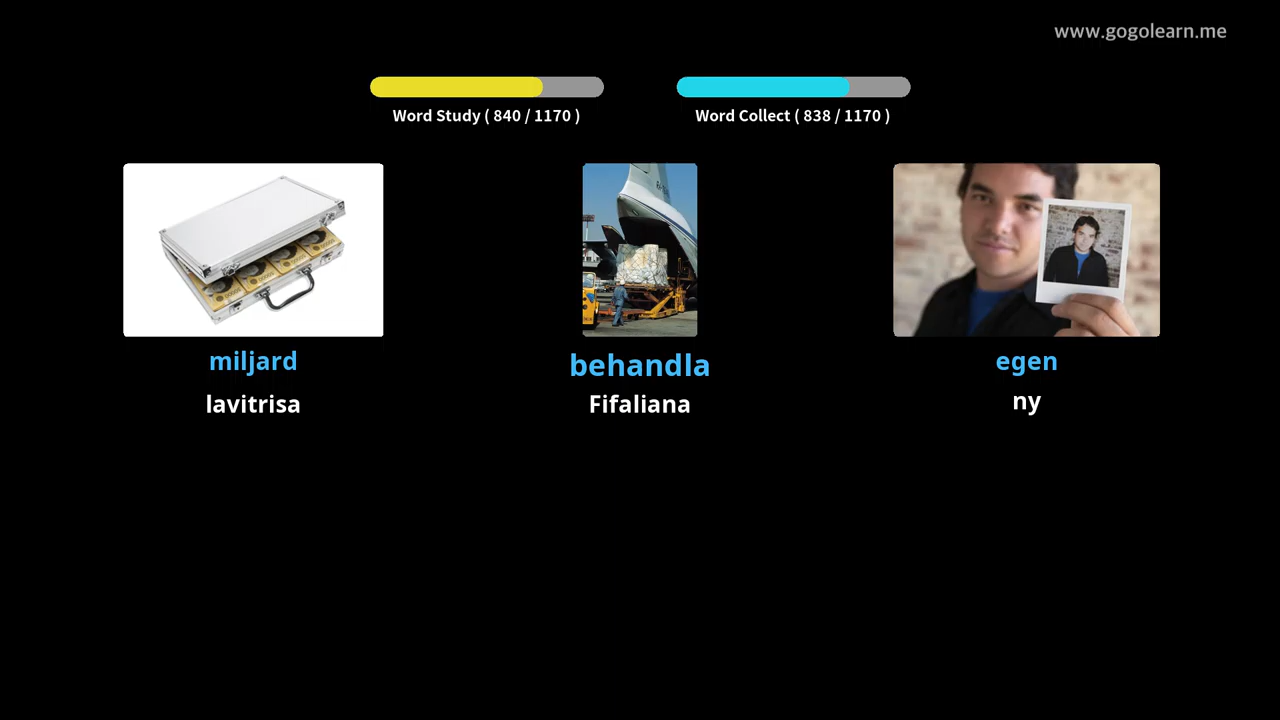 www.gogolearn.me
Word Study ( 840 / 1170 )
Word Collect ( 838 / 1170 )
miljard
behandla
egen
lavitrisa
Fifaliana
ny